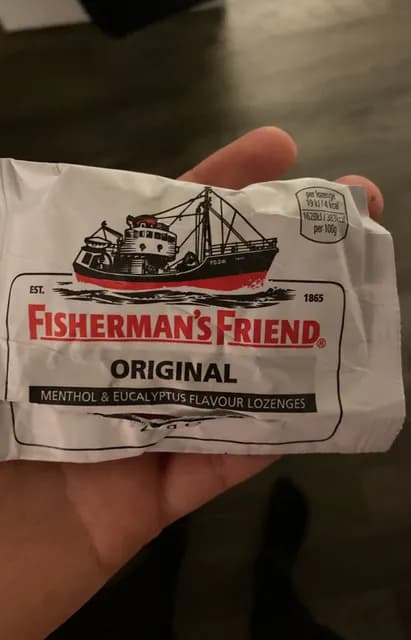 per lozenge
19 kJ / 4 kcal
per 100g
EST.
1865
FISHERMAN'S FRIEND®
ORIGINAL
MENTHOL & EUCALYPTUS FLAVOUR LOZENGES